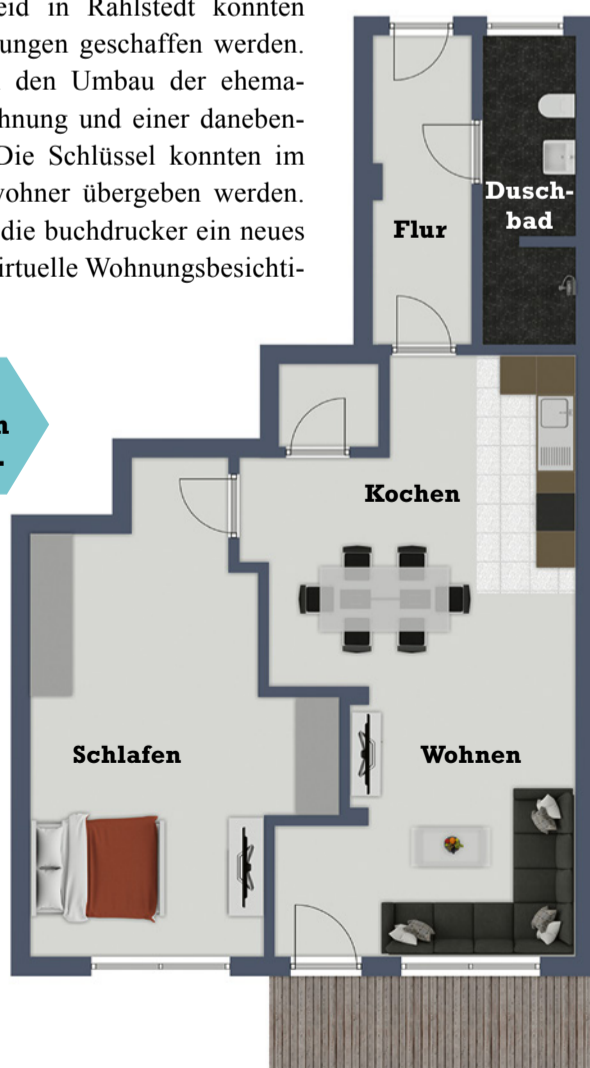 eid in Rahlstedt konnten
ungen geschaffen werden.
den Umbau der ehema-
hnung und einer daneben-
Die Schlüssel konnten im
wohner übergeben werden.
die buchdrucker ein neues
irtuelle Wohnungsbesichti-
n
Dusch-
bad
Flur
Kochen
Schlafen
Wohnen